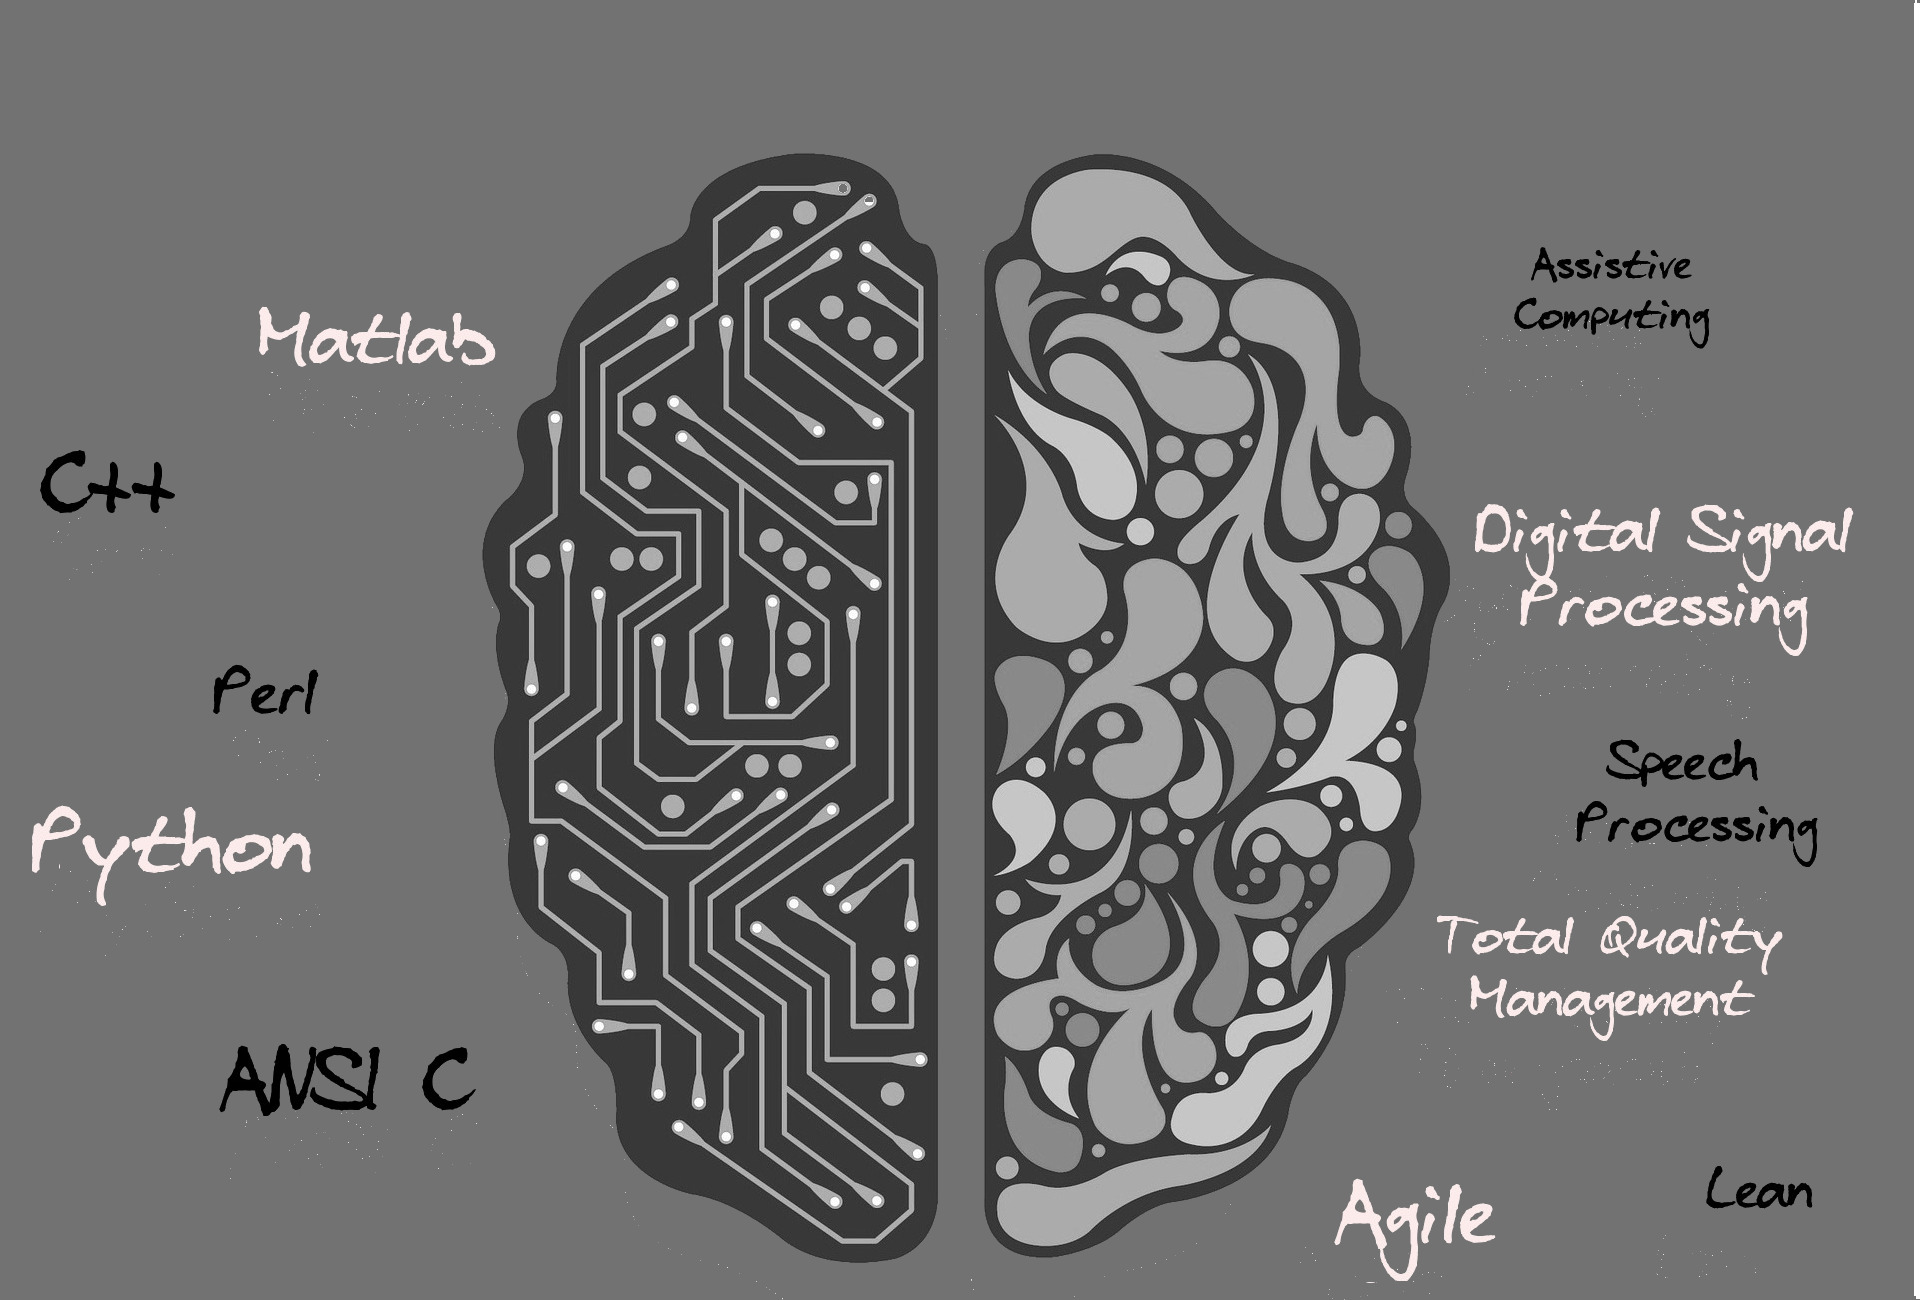 Matlab
C++
Perl
Python
ANSI C
Assistive
Computing
Digital Signal
Processing
Speech
Processing
Total Quality
Management
Agile
Lean